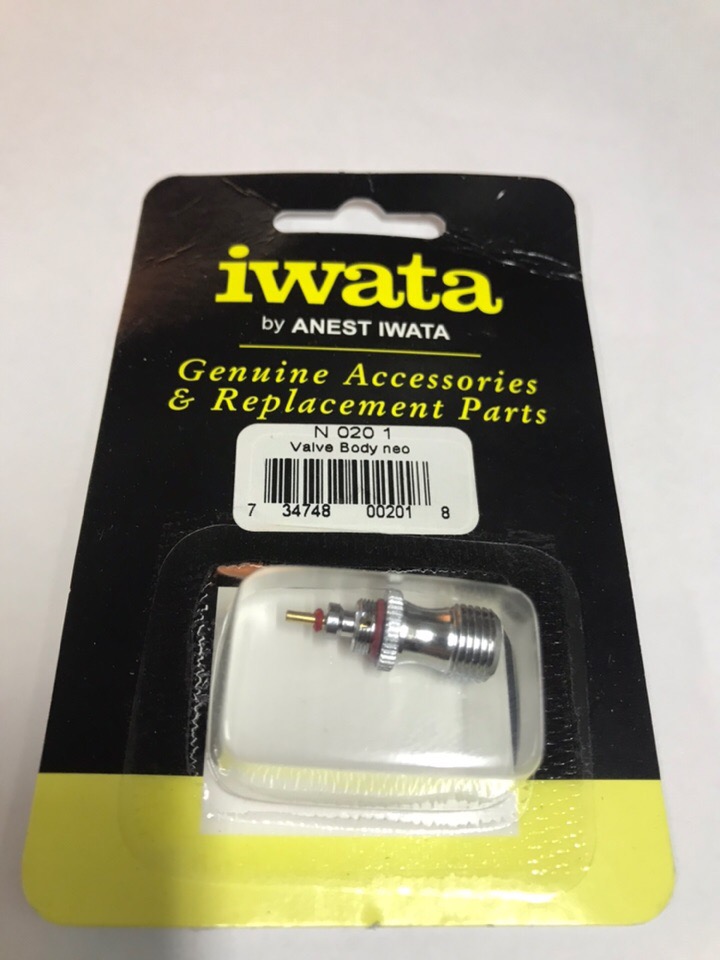 iwata
by ANEST IWATA
Genuine Accessories
& Replacement Parts
N 020 1
Valve Body neo
7 34748 00201 8